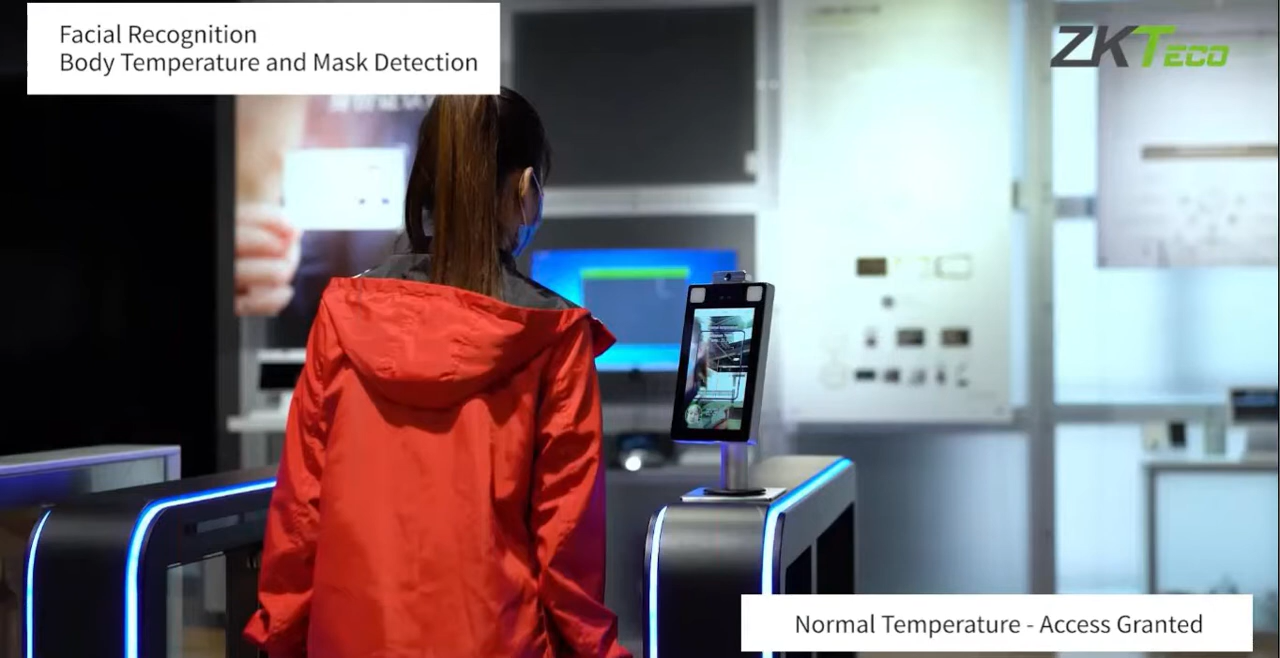 Facial Recognition
Body Temperature and Mask Detection
ZKTeco
Normal Temperature - Access Granted